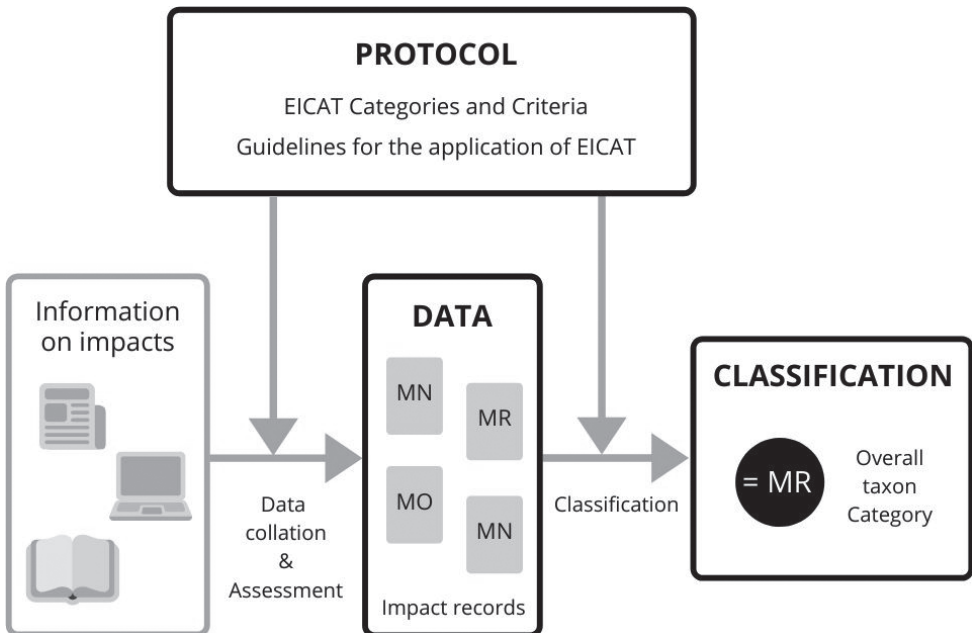 PROTOCOL
EICAT Categories and Criteria
Guidelines for the application of EICAT
Information
on impacts
Data
collation
&
Assessment
DATA
MN
MR
MO
MN
Impact records
Classification
CLASSIFICATION
= MR
Overall
taxon
Category